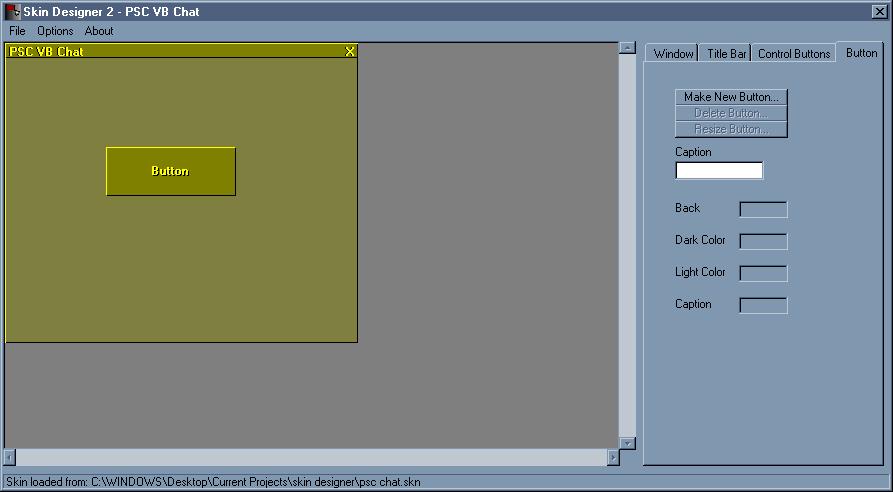 Skin Designer 2 - PSC VB Chat
File Options About
PSC VB Chat X
Window Title Bar Control Buttons Button
Make New Button...
Delete Button...
Resize Button...
Caption
Button
Back
Dark Color
Light Color
Caption
Skin loaded from: C:\WINDOWS\Desktop\Current Projects\skin designer\psc chat.skn